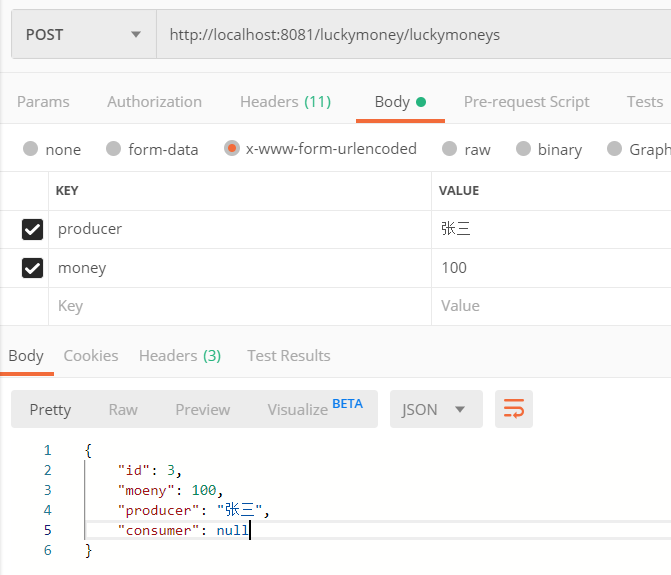 POST http://localhost:8081/luckymoney/luckymoneys
Params Authorization Headers (11) Body Pre-request Script Tests
none form-data x-www-form-urlencoded raw binary Graph
KEY VALUE
producer 张三
money 100
Key Value
Body Cookies Headers (3) Test Results
Pretty Raw Preview Visualize BETA JSON
1 {
2 "id": 3,
3 "moeny": 100,
4 "producer": "张三",
5 "consumer": null
6 }